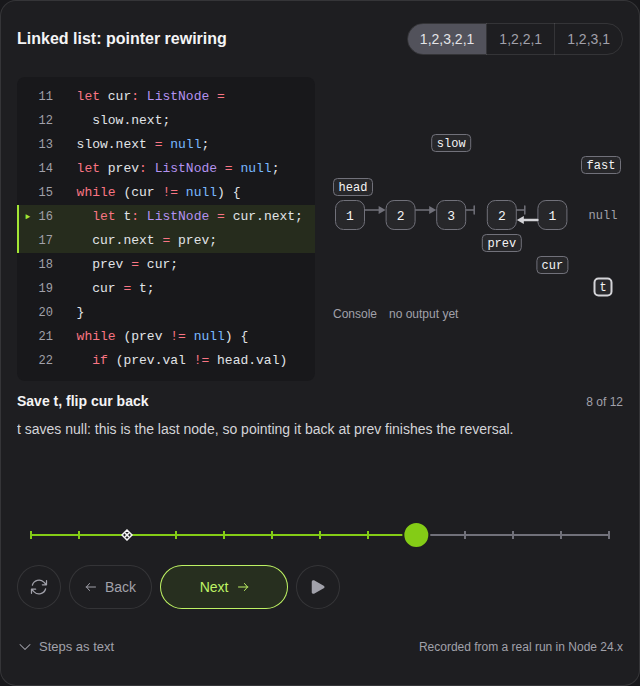 Linked list: pointer rewiring
1,2,3,2,1 1,2,2,1 1,2,3,1
11 let cur: ListNode =
12 slow.next;
13 slow.next = null;
14 let prev: ListNode = null;
15 while (cur != null) {
16 let t: ListNode = cur.next;
17 cur.next = prev;
18 prev = cur;
19 cur = t;
20 }
21 while (prev != null) {
22 if (prev.val != head.val)
slow
fast
head
1 2 3 2 1 null
prev
cur
t
Console no output yet
Save t, flip cur back 8 of 12
t saves null: this is the last node, so pointing it back at prev finishes the reversal.
← Back Next →
Steps as text Recorded from a real run in Node 24.x